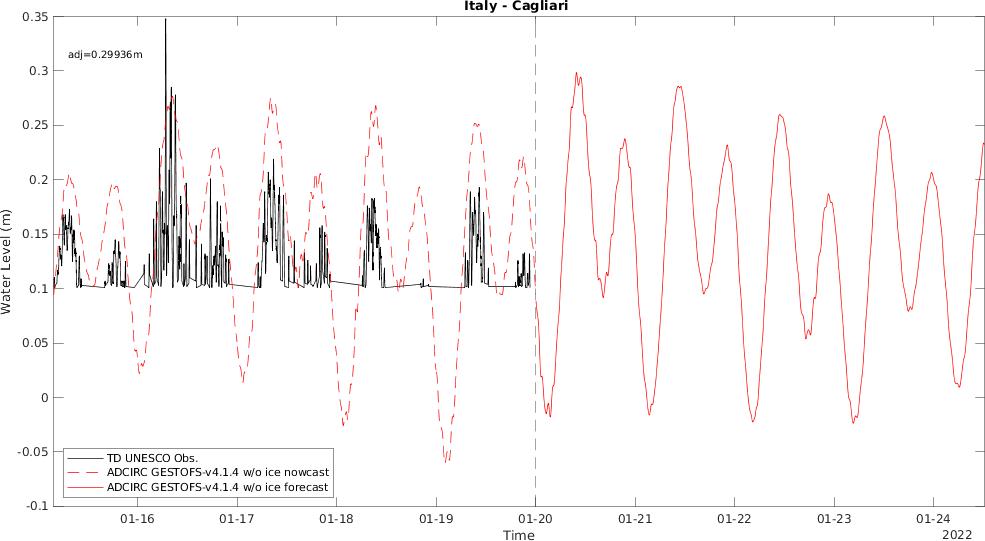 Italy - Cagliari
0.35
adj=0.29936m
0.3
0.25
0.2
0.15
0.1
0.05
0
-0.05
-0.1
Water Level (m)
TD UNESCO Obs.
ADCIRC GESTOFS-v4.1.4 w/o ice nowcast
ADCIRC GESTOFS-v4.1.4 w/o ice forecast
01-16 01-17 01-18 01-19 01-20 01-21 01-22 01-23 01-24
Time
2022